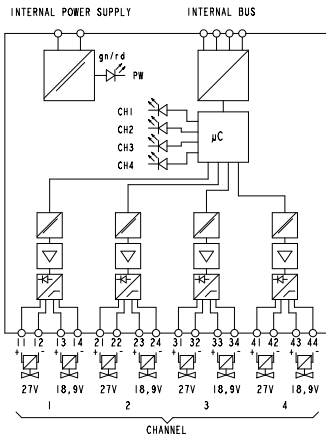 INTERNAL POWER SUPPLY INTERNAL BUS
gn/rd
PW
CH1
CH2
CH3
CH4
µC
11 12 13 14 21 22 23 24 31 32 33 34 41 42 43 44
+ - + - + - + - + - + - + - + -
27V 18,9V 27V 18,9V 27V 18,9V 27V 18,9V
1 2 3 4
CHANNEL